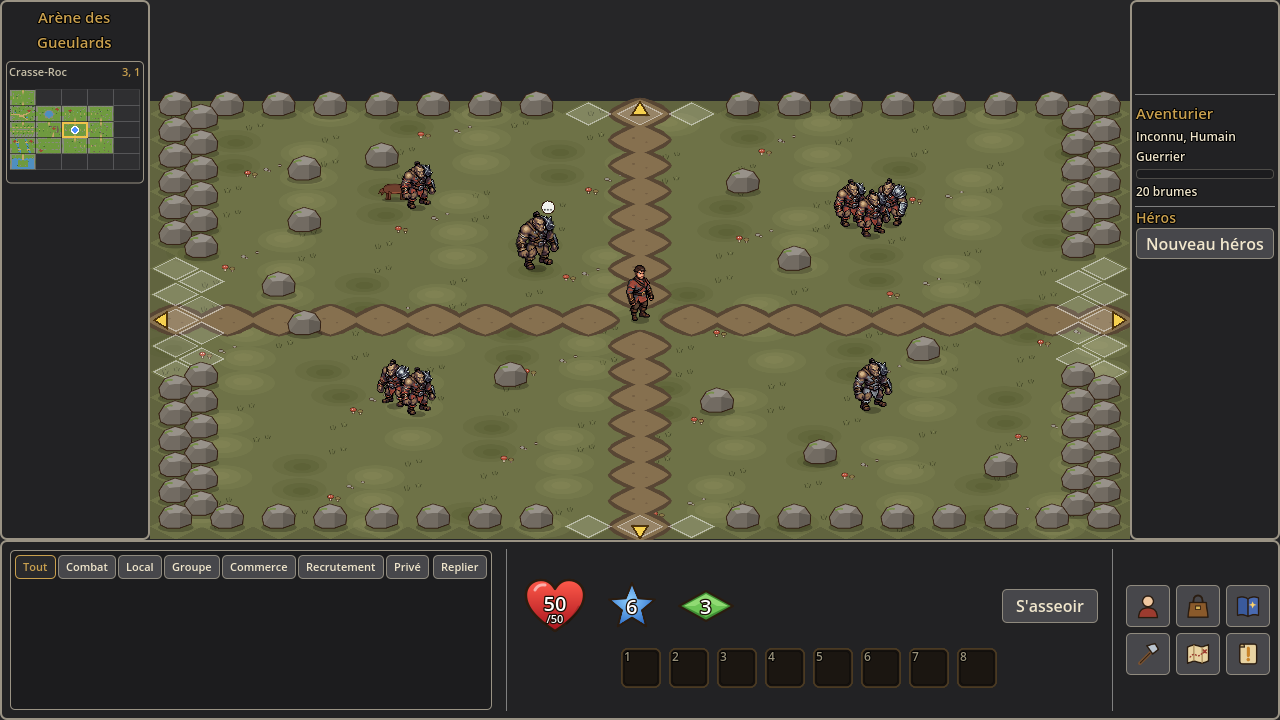 Arène des
Gueulards
Crasse-Roc 3, 1
Aventurier
Inconnu, Humain
Guerrier
20 brumes
Héros
Nouveau héros
Tout Combat Local Groupe Commerce Recrutement Privé Replier
50
/50
6
3
S'asseoir
1 2 3 4 5 6 7 8